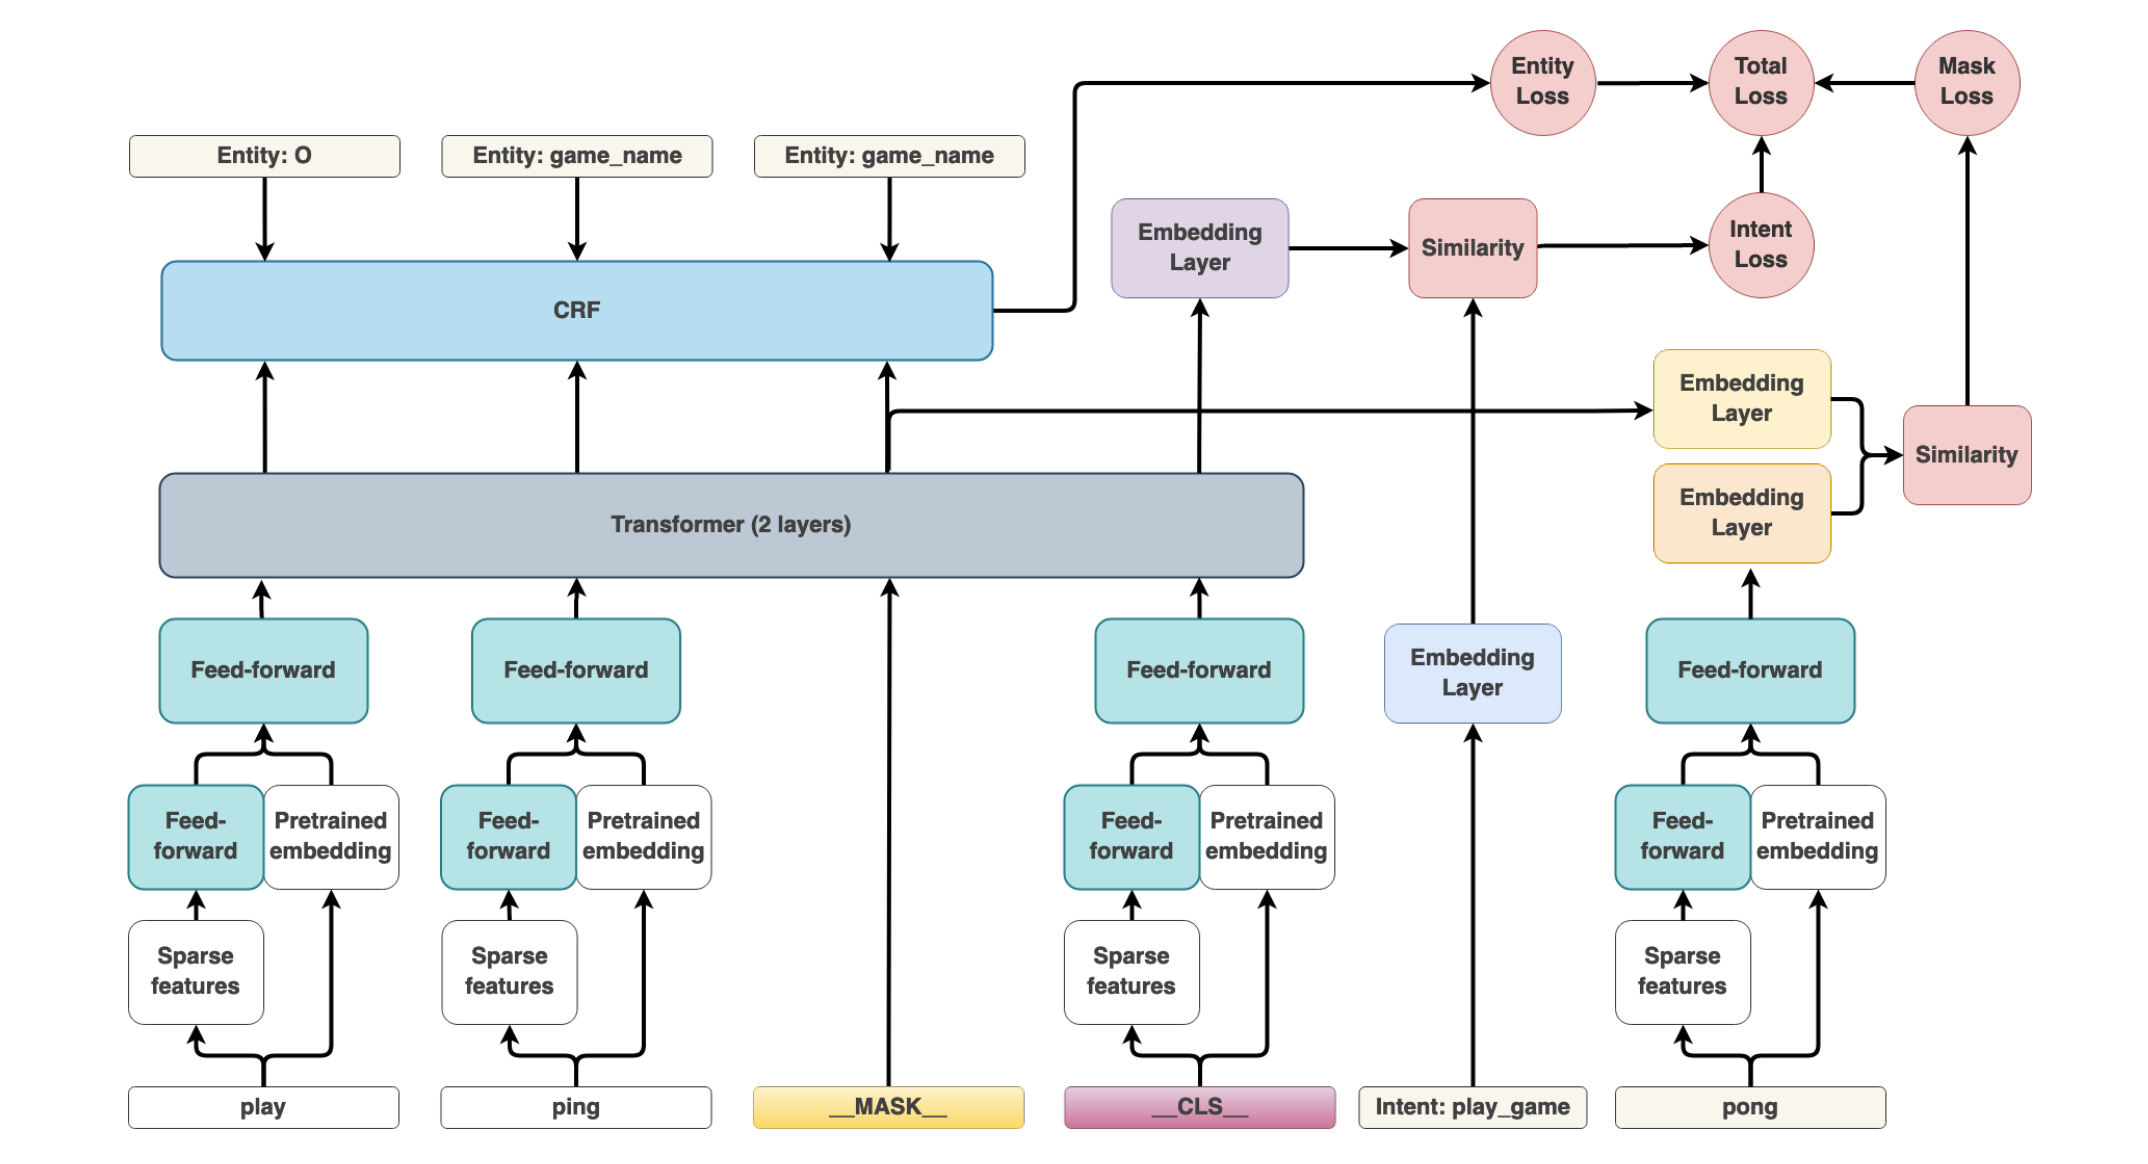 Entity
Loss
Total
Loss
Mask
Loss
Entity: O
Entity: game_name
Entity: game_name
Embedding
Layer
Similarity
Intent
Loss
CRF
Embedding
Layer
Similarity
Embedding
Layer
Transformer (2 layers)
Feed-forward
Feed-forward
Feed-forward
Embedding
Layer
Feed-forward
Feed-
forward
Pretrained
embedding
Feed-
forward
Pretrained
embedding
Feed-
forward
Pretrained
embedding
Feed-
forward
Pretrained
embedding
Sparse
features
Sparse
features
Sparse
features
Sparse
features
play
ping
__MASK__
__CLS__
Intent: play_game
pong